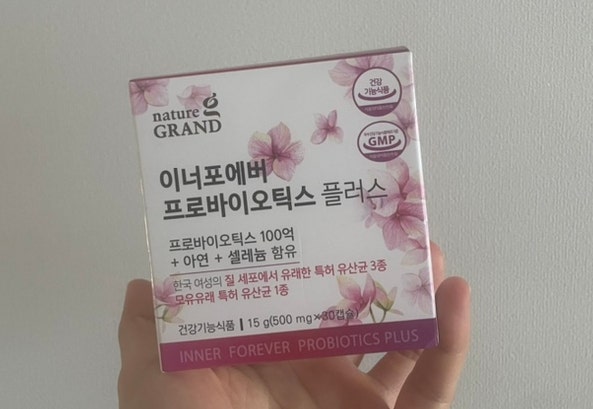 nature
GRAND
건강
기능식품
GMP
이너포에버
프로바이오틱스 플러스
프로바이오틱스 100억
+ 아연 + 셀레늄 함유
한국 여성의 질 세포에서 유래한 특허 유산균 3종
모유유래 특허 유산균 1종
건강기능식품 | 15 g(500 mg×30캡슐)
INNER FOREVER PROBIOTICS PLUS